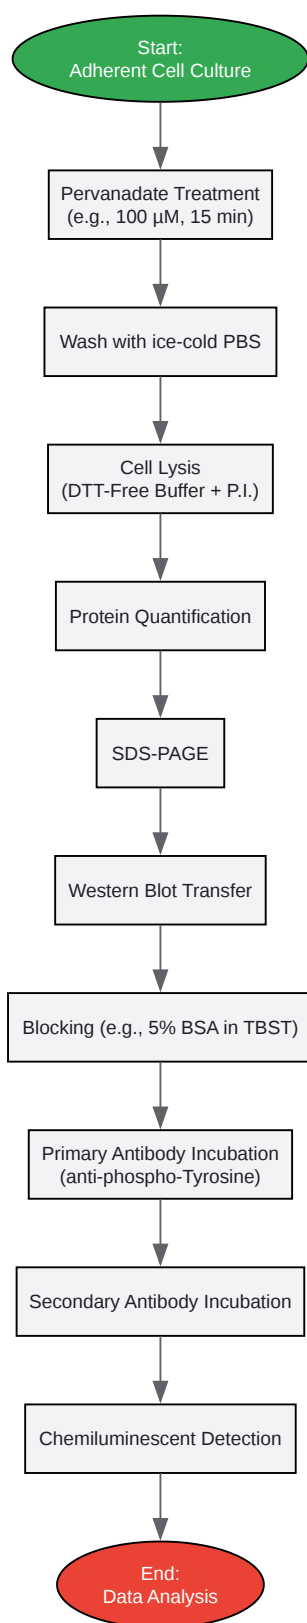 Start:
Adherent Cell Culture
Pervanadate Treatment
(e.g., 100 µM, 15 min)
Wash with ice-cold PBS
Cell Lysis
(DTT-Free Buffer + P.I.)
Protein Quantification
SDS-PAGE
Western Blot Transfer
Blocking (e.g., 5% BSA in TBST)
Primary Antibody Incubation
(anti-phospho-Tyrosine)
Secondary Antibody Incubation
Chemiluminescent Detection
End:
Data Analysis